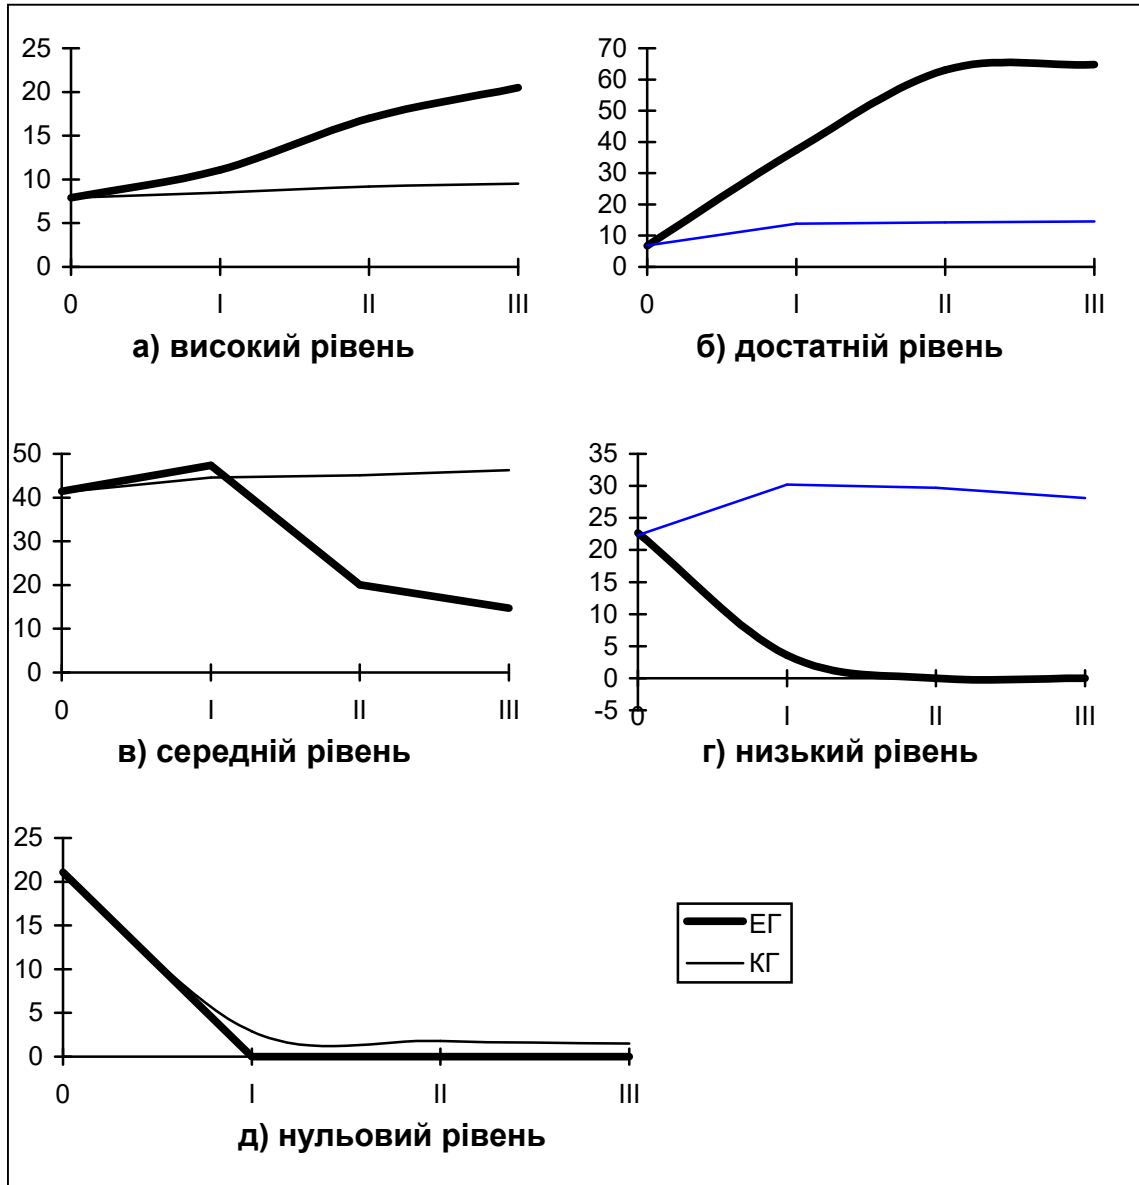 25
20
15
10
5
0
0 I II III
а) високий рівень
70
60
50
40
30
20
10
0
0 I II III
б) достатній рівень
50
40
30
20
10
0
0 I II III
в) середній рівень
35
30
25
20
15
10
5
0
-5
0 I II III
г) низький рівень
25
20
15
10
5
0
0 I II III
д) нульовий рівень
ЕГ
КГ